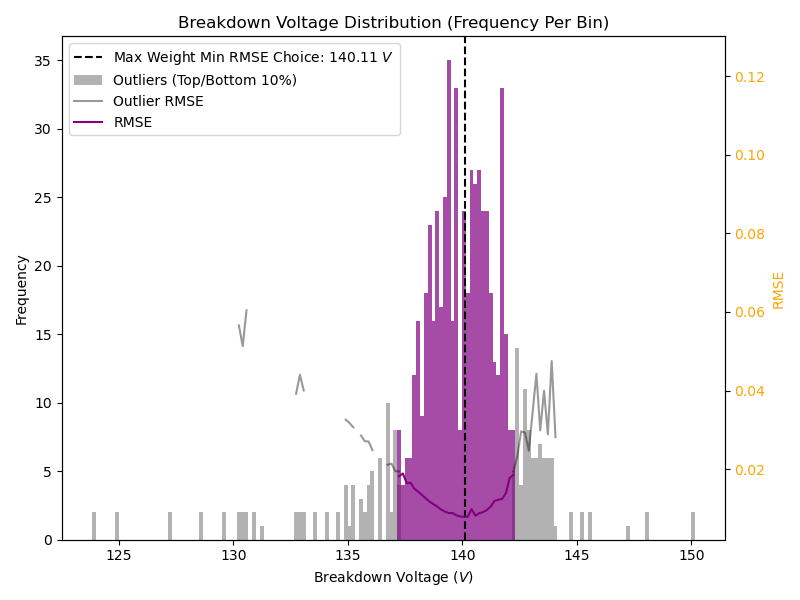 Breakdown Voltage Distribution (Frequency Per Bin)
Max Weight Min RMSE Choice: 140.11 V
Outliers (Top/Bottom 10%)
Outlier RMSE
RMSE
Frequency
35
30
25
20
15
10
5
0
0.12
0.10
0.08
0.06
0.04
0.02
RMSE
125 130 135 140 145 150
Breakdown Voltage (V)